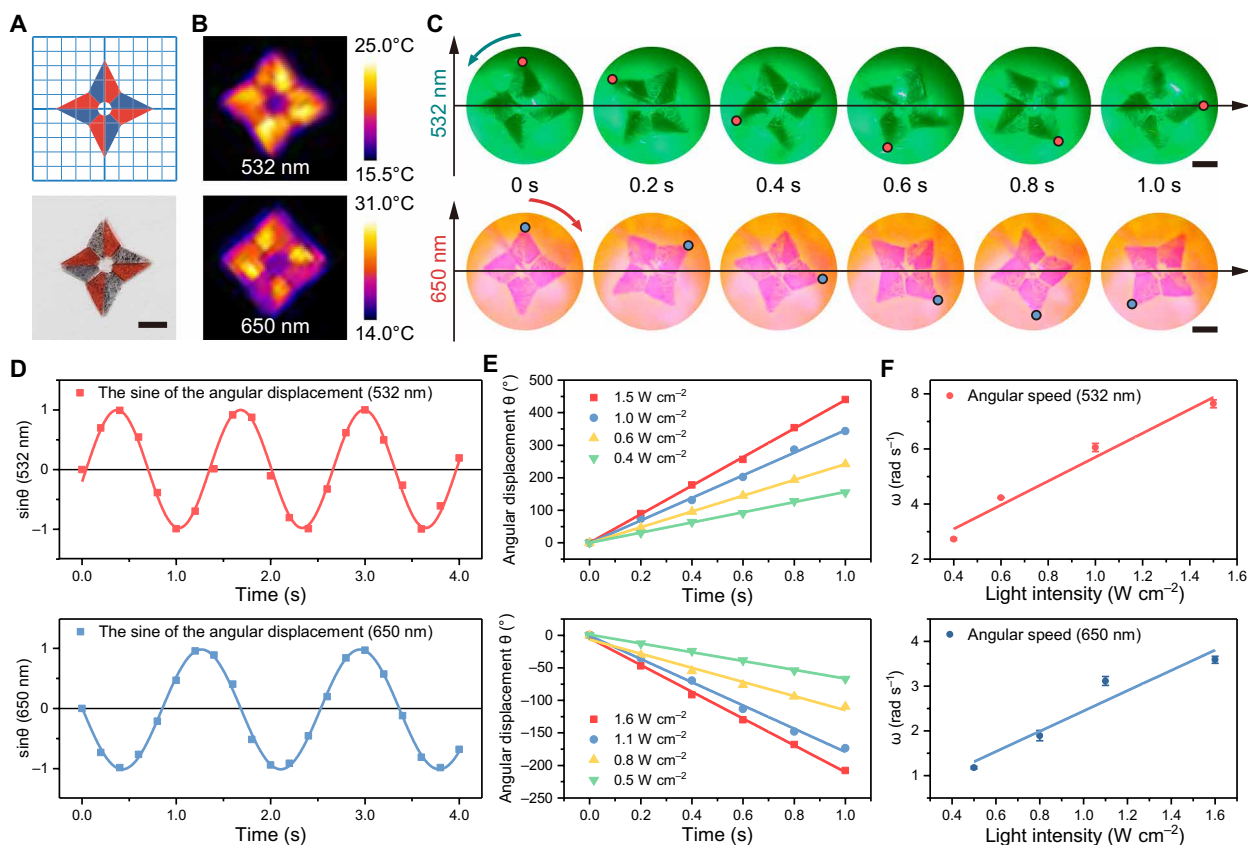 A
B
25.0°C
532 nm
15.5°C
31.0°C
650 nm
14.0°C
C
532 nm
0 s
0.2 s
0.4 s
0.6 s
0.8 s
1.0 s
650 nm
D
The sine of the angular displacement (532 nm)
sinθ (532 nm)
1
0
−1
0.0
1.0
2.0
3.0
4.0
Time (s)
The sine of the angular displacement (650 nm)
sinθ (650 nm)
1
0
−1
0.0
1.0
2.0
3.0
4.0
Time (s)
E
Angular displacement θ (°)
500
400
300
200
100
0
1.5 W cm⁻²
1.0 W cm⁻²
0.6 W cm⁻²
0.4 W cm⁻²
0.0
0.2
0.4
0.6
0.8
1.0
Time (s)
Angular displacement θ (°)
0
−50
−100
−150
−200
−250
1.6 W cm⁻²
1.1 W cm⁻²
0.8 W cm⁻²
0.5 W cm⁻²
0.0
0.2
0.4
0.6
0.8
1.0
Time (s)
F
Angular speed (532 nm)
ω (rad s⁻¹)
8
6
4
2
0.4
0.6
0.8
1.0
1.2
1.4
1.6
Light intensity (W cm⁻²)
Angular speed (650 nm)
ω (rad s⁻¹)
4
3
2
1
0.4
0.6
0.8
1.0
1.2
1.4
1.6
Light intensity (W cm⁻²)